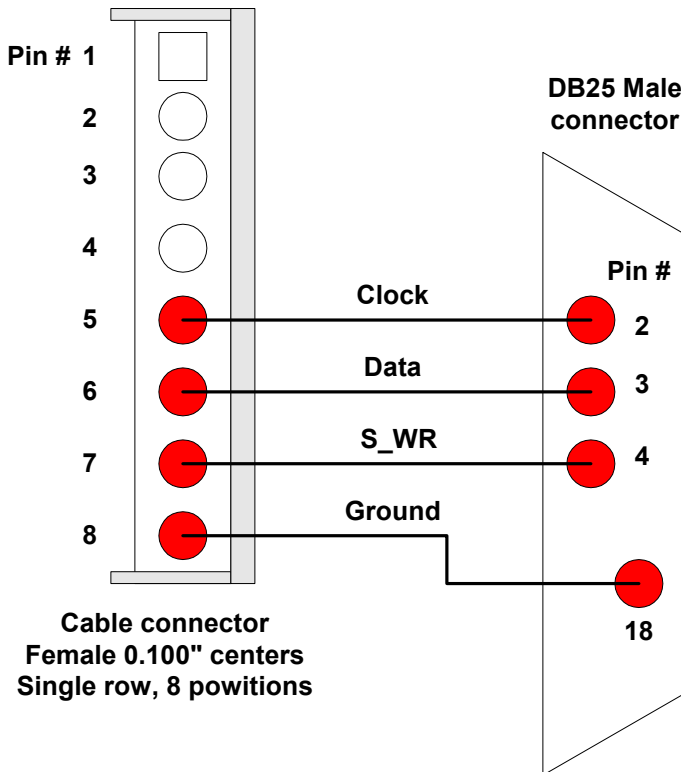 Pin # 1
2
3
4
5
6
7
8
DB25 Male
connector
Pin #
Clock
2
Data
3
S_WR
4
Ground
18
Cable connector
Female 0.100" centers
Single row, 8 powitions